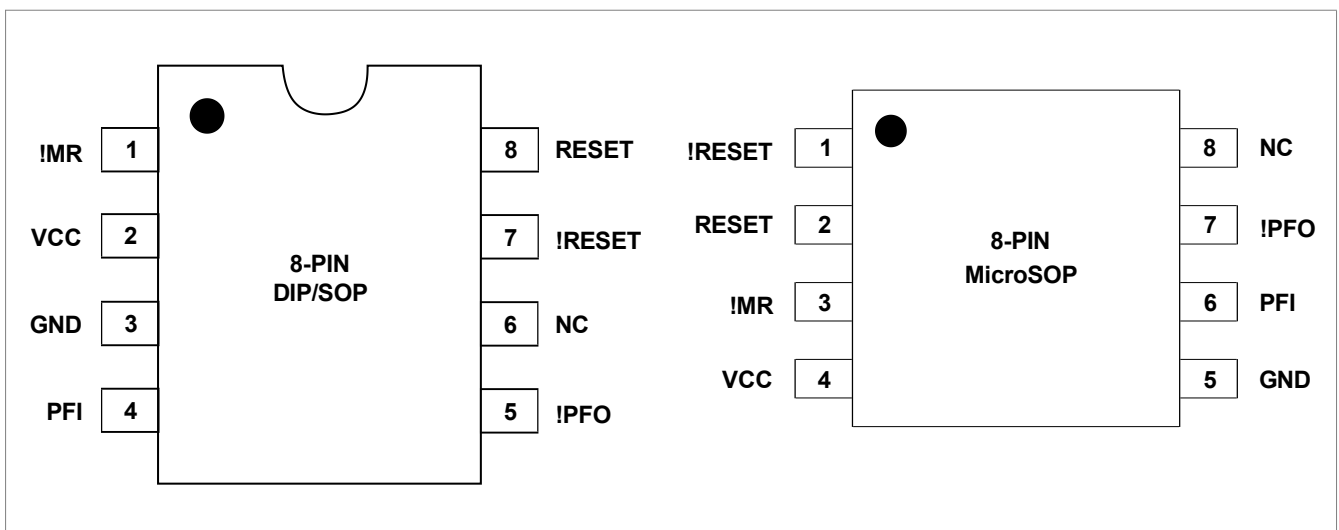 !MR 1
8 RESET
VCC 2
7 !RESET
8-PIN
DIP/SOP
GND 3
6 NC
PFI 4
5 !PFO
!RESET 1
8 NC
RESET 2
7 !PFO
8-PIN
MicroSOP
!MR 3
6 PFI
VCC 4
5 GND